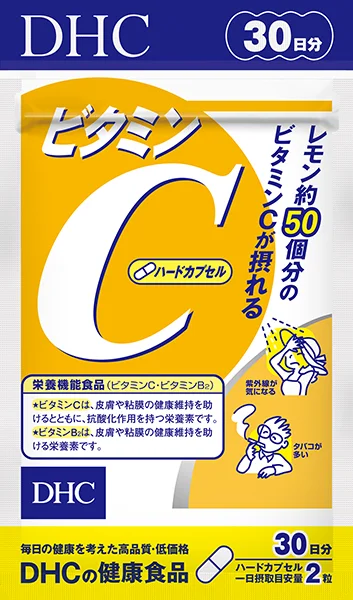 DHC
30日分
ビタミン
C
レモン約50個分の
ビタミンCが摂れる
ハードカプセル
紫外線が
気になる
タバコが
多い
栄養機能食品(ビタミンC・ビタミンB₂)
★ビタミンCは、皮膚や粘膜の健康維持を助
けるとともに、抗酸化作用を持つ栄養素です。
★ビタミンB₂は、皮膚や粘膜の健康維持を助
ける栄養素です。
DHC
毎日の健康を考えた高品質・低価格
DHCの健康食品
30日分
ハードカプセル
一日摂取目安量2粒